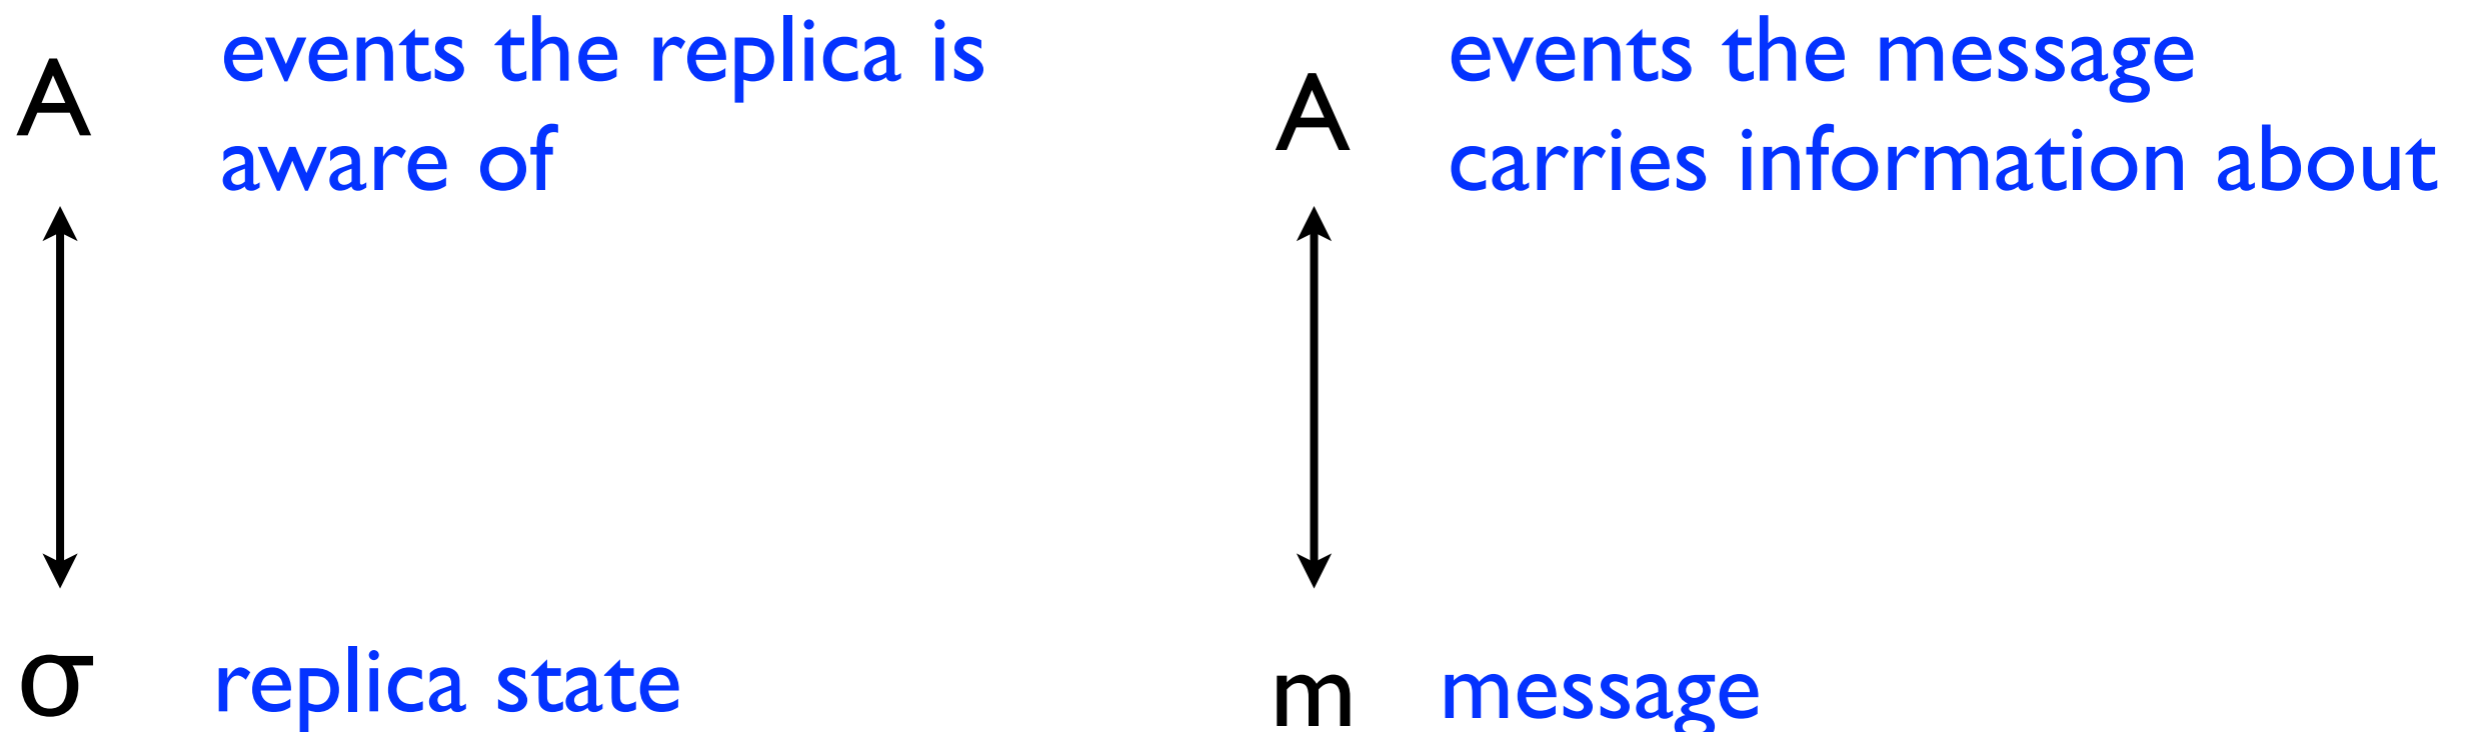 A events the replica is
aware of
σ replica state
A events the message
carries information about
m message